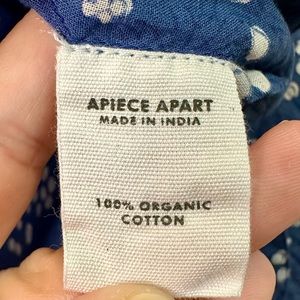 APIECE APART
MADE IN INDIA
100% ORGANIC
COTTON